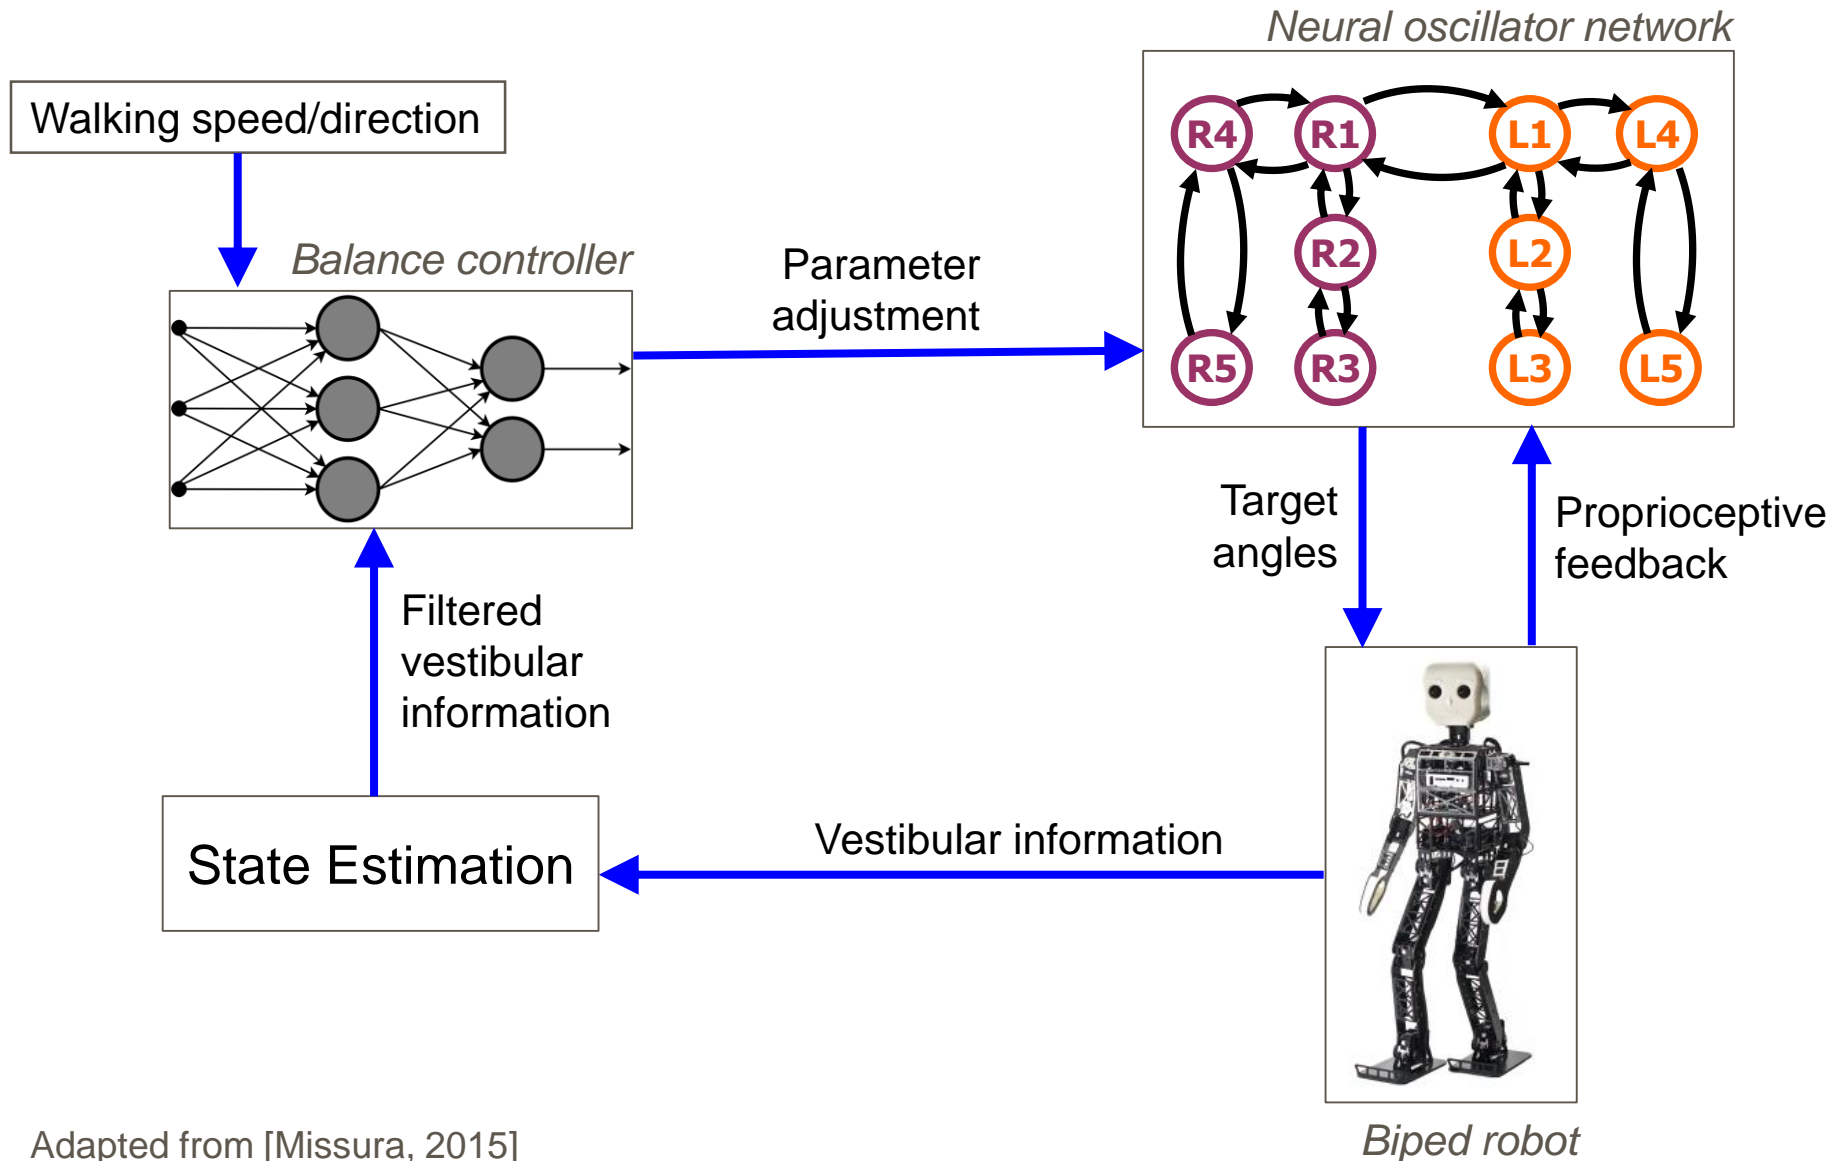 Neural oscillator network
Walking speed/direction
R4 R1 L1 L4
Balance controller
Parameter
adjustment
R2 L2
R5 R3 L3 L5
Target
angles
Proprioceptive
feedback
Filtered
vestibular
information
State Estimation
Vestibular information
Adapted from [Missura, 2015]
Biped robot